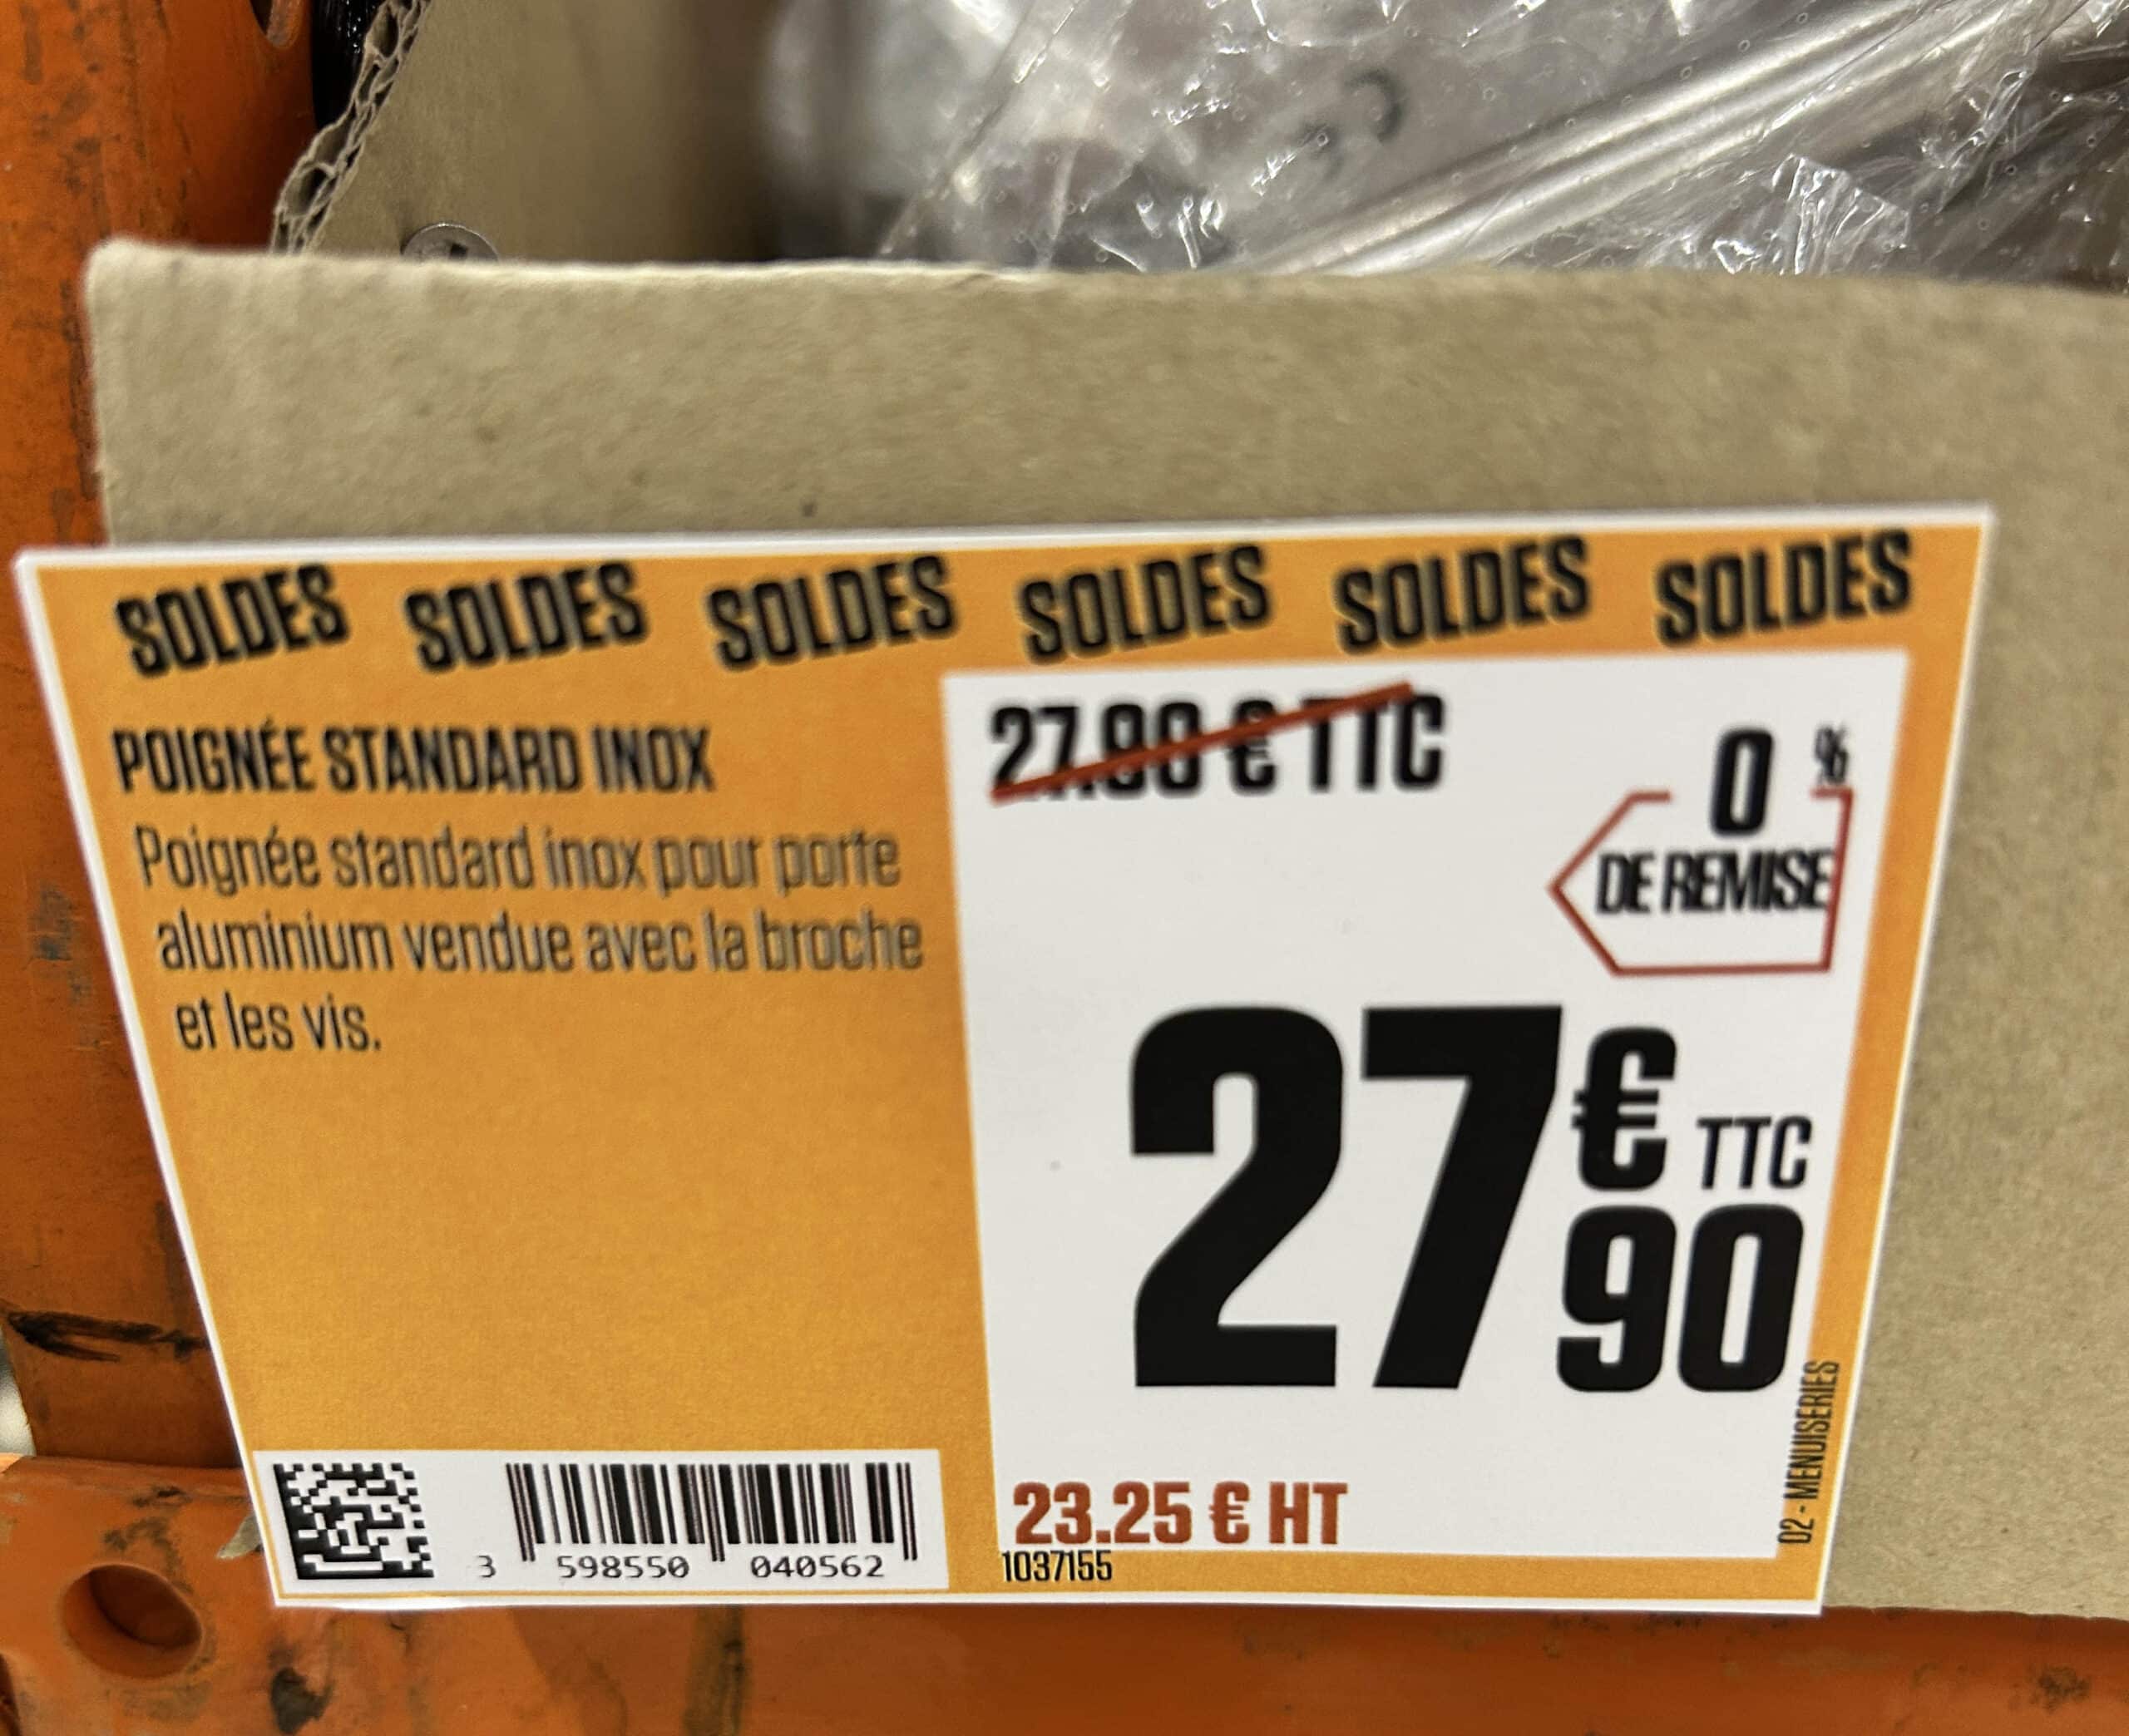 SOLDES SOLDES SOLDES SOLDES SOLDES SOLDES
POIGNÉE STANDARD INOX
Poignée standard inox pour porte
aluminium vendue avec la broche
et les vis.
27.90 € TTC
0 %
DE REMISE
27 € TTC
90
23.25 € HT
1037155
02 - MENUISERIES
3 598550 040562